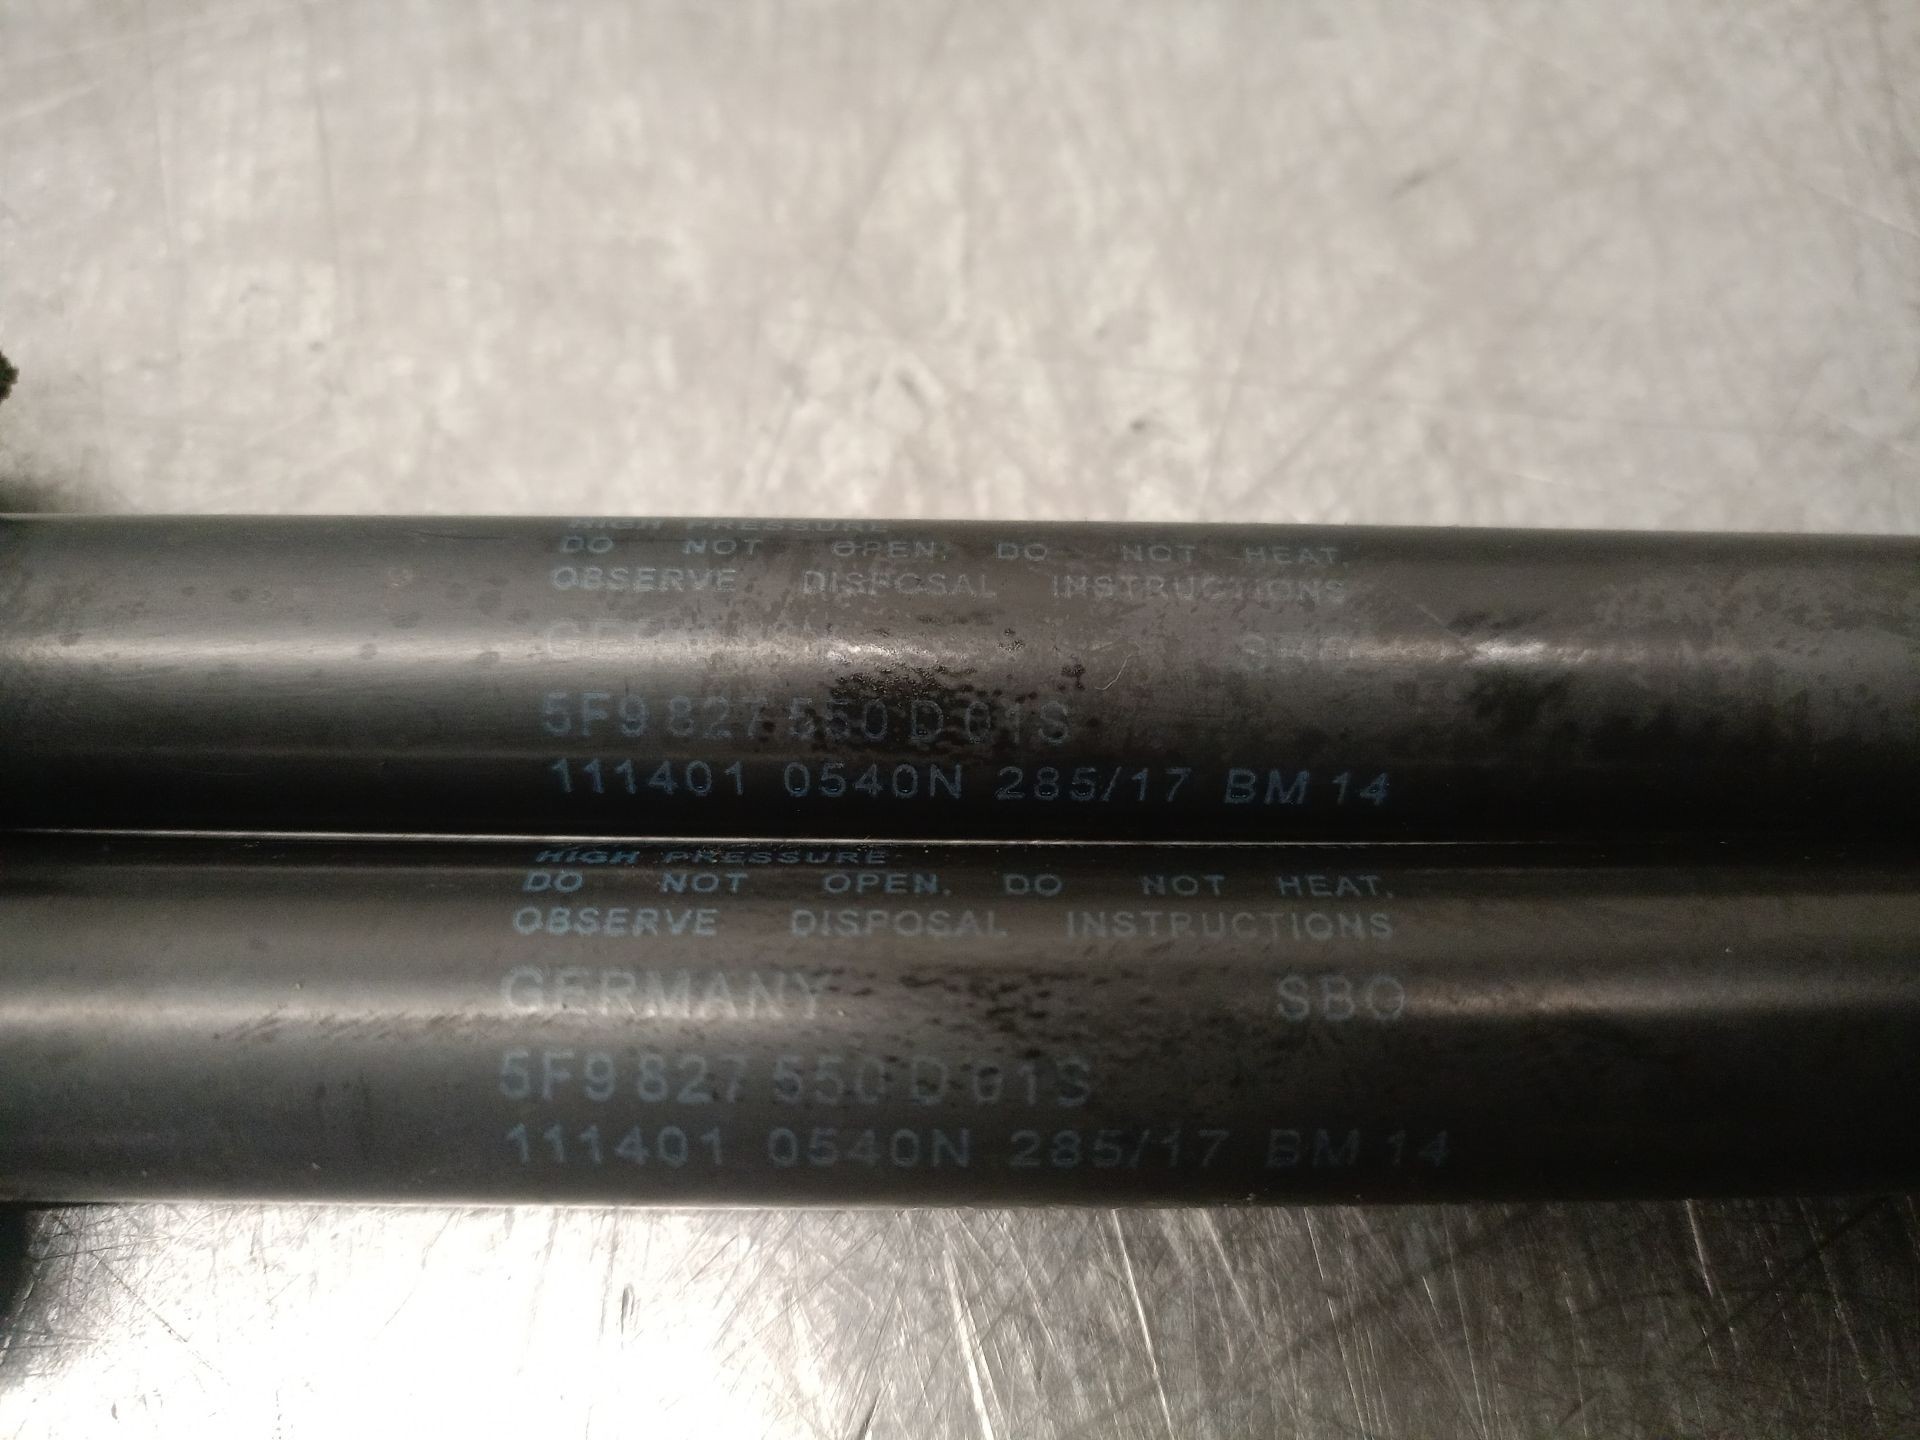 HIGH PRESSURE
DO NOT OPEN. DO NOT HEAT.
OBSERVE DISPOSAL INSTRUCTIONS
5F9 827 550 D 01S
111401 0540N 285/17 BM 14
HIGH PRESSURE
DO NOT OPEN. DO NOT HEAT.
OBSERVE DISPOSAL INSTRUCTIONS
GERMANY SBO
5F9 827 550 D 01S
111401 0540N 285/17 BM 14